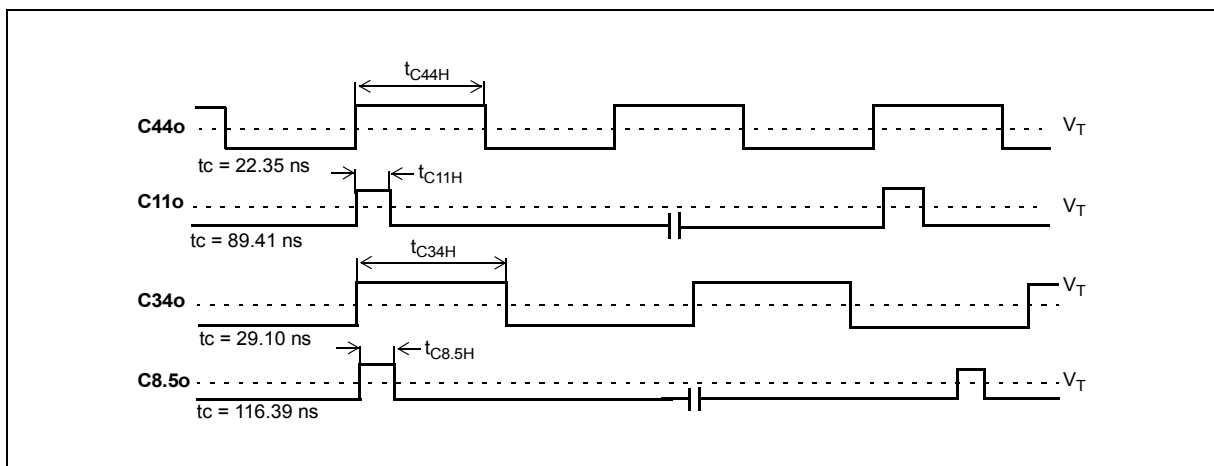 tC44H
C44o
VT
tc = 22.35 ns
tC11H
C11o
VT
tc = 89.41 ns
tC34H
C34o
VT
tc = 29.10 ns
tC8.5H
C8.5o
VT
tc = 116.39 ns